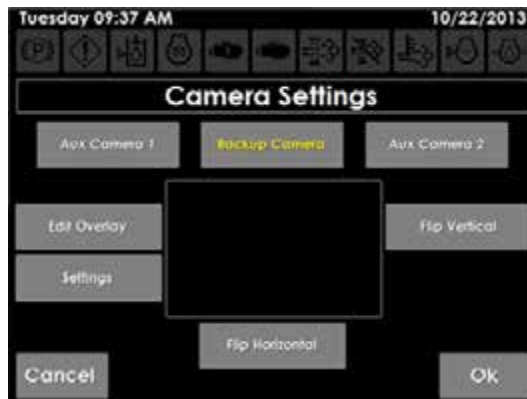 Tuesday 09:37 AM 10/22/2013
Camera Settings
Aux Camera 1 Backup Camera Aux Camera 2
Edit Overlay Flip Vertical
Settings
Flip Horizontal
Cancel Ok